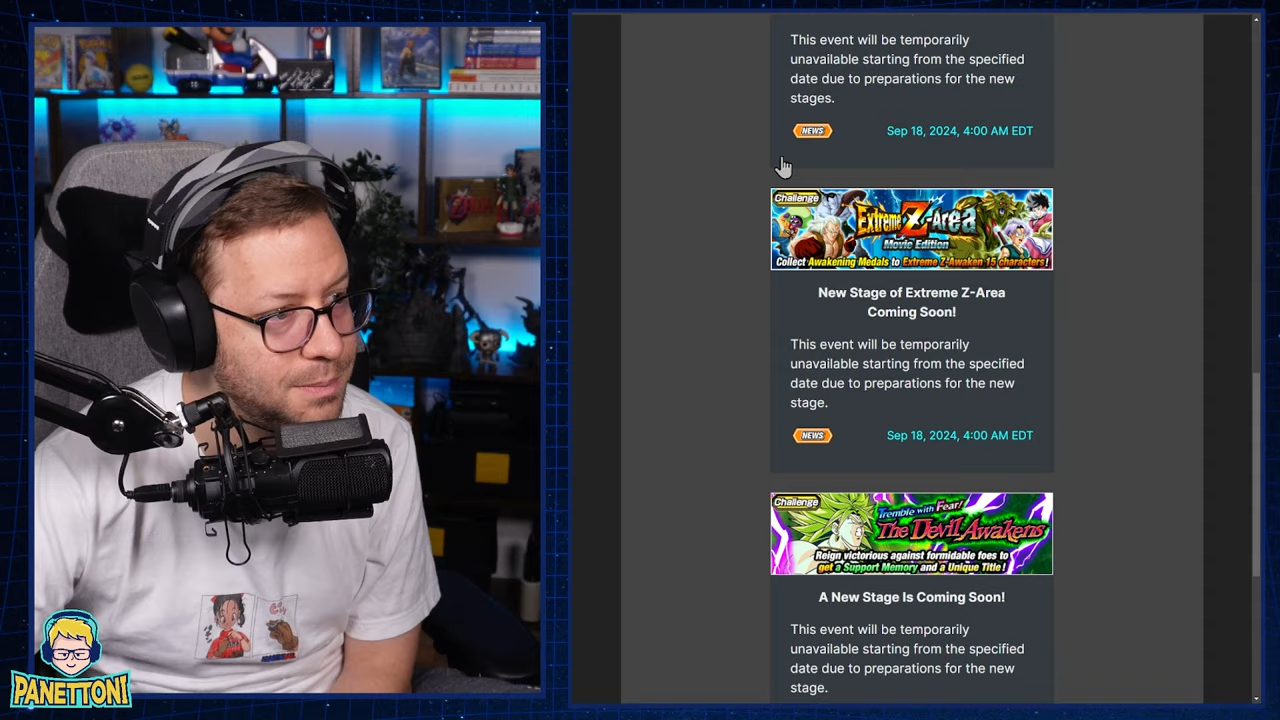 This event will be temporarily
unavailable starting from the specified
date due to preparations for the new
stages.
NEWS
Sep 18, 2024, 4:00 AM EDT
Challenge
Extreme Z-Area
Movie Edition
Collect Awakening Medals to Extreme Z-Awaken 15 characters!
New Stage of Extreme Z-Area
Coming Soon!
This event will be temporarily
unavailable starting from the specified
date due to preparations for the new
stage.
NEWS
Sep 18, 2024, 4:00 AM EDT
Challenge
Tremble with Fear!
The Devil Awakens
Reign victorious against formidable foes to
get a Support Memory and a Unique Title!
A New Stage Is Coming Soon!
This event will be temporarily
unavailable starting from the specified
date due to preparations for the new
stage.
PANETTONI